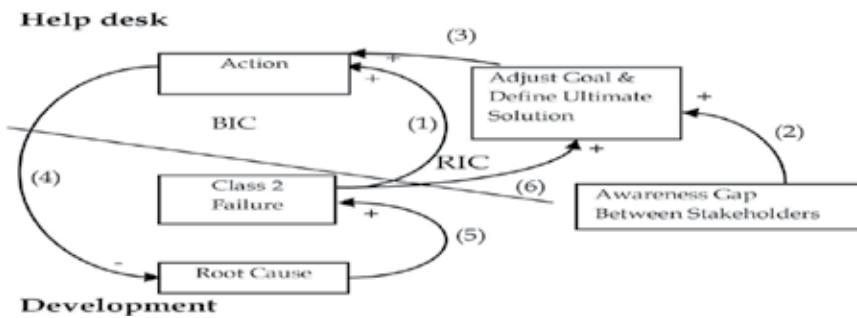 Help desk
(3)
Action
+
+
Adjust Goal &
Define Ultimate
Solution
+
BIC
(1)
(2)
+
RIC
(4)
Class 2
Failure
(6)
Awareness Gap
Between Stakeholders
+
(5)
-
Root Cause
Development